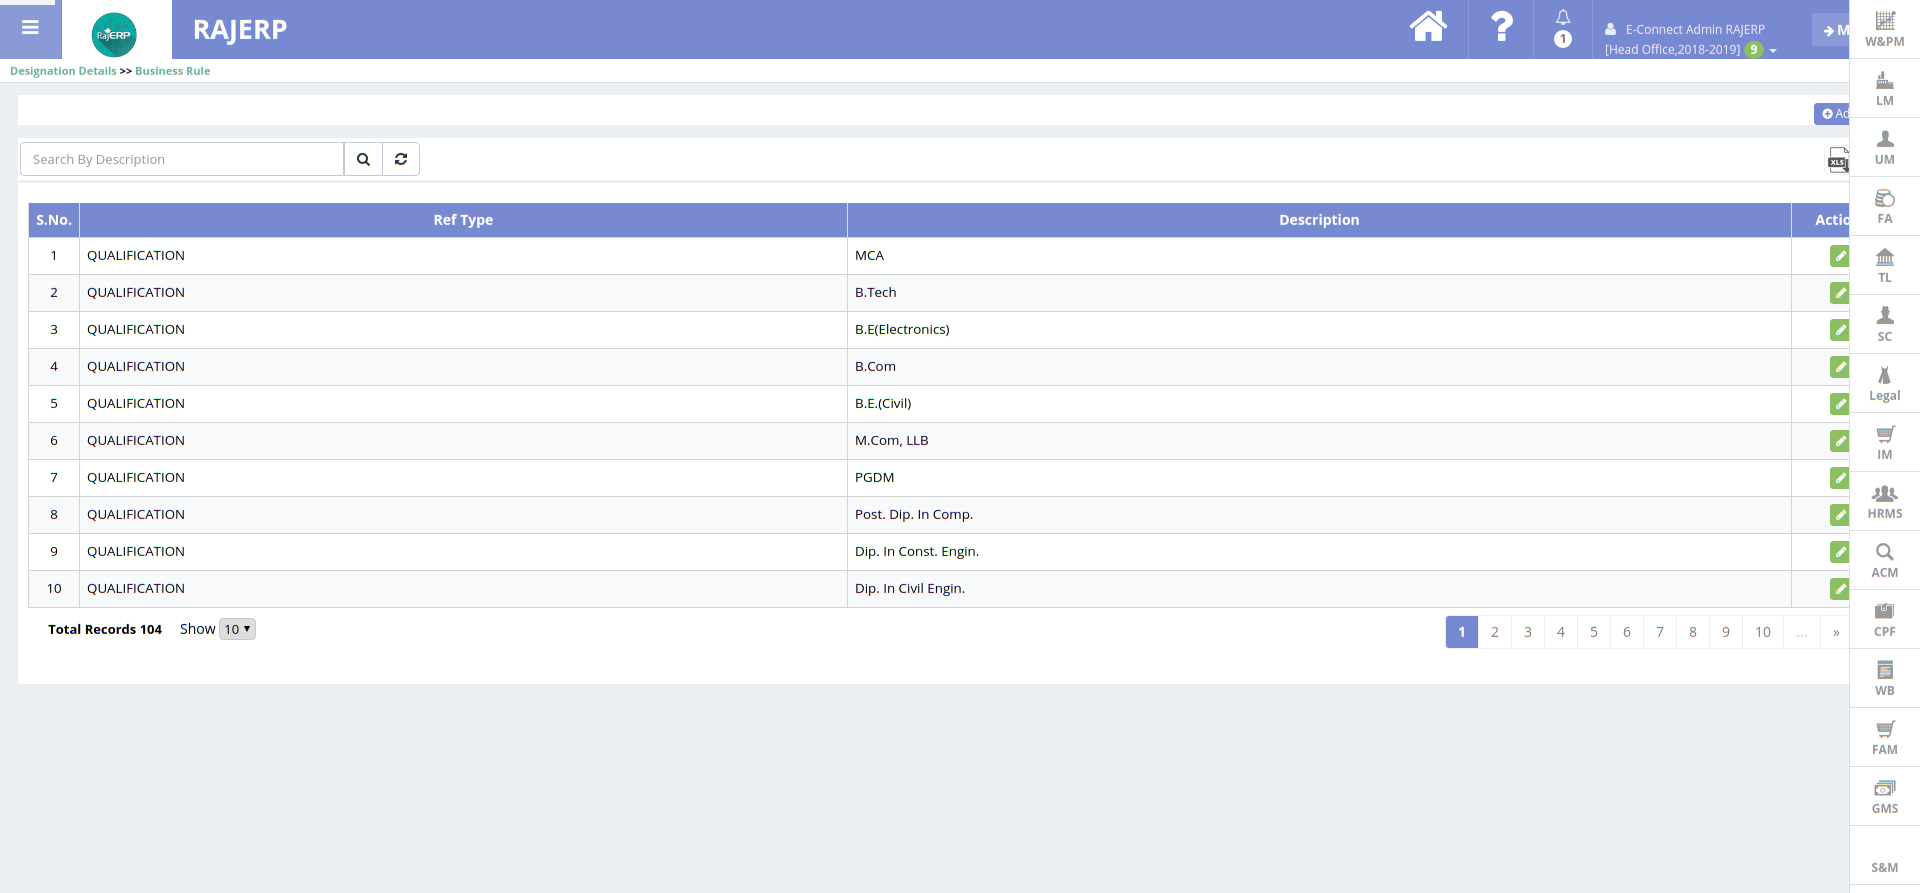 RajERP
RAJERP
1
E-Connect Admin RAJERP
[Head Office,2018-2019] 9
M
Designation Details >> Business Rule
Ad
Search By Description
XLS
S.No. Ref Type Description Actio
1 QUALIFICATION MCA
2 QUALIFICATION B.Tech
3 QUALIFICATION B.E(Electronics)
4 QUALIFICATION B.Com
5 QUALIFICATION B.E.(Civil)
6 QUALIFICATION M.Com, LLB
7 QUALIFICATION PGDM
8 QUALIFICATION Post. Dip. In Comp.
9 QUALIFICATION Dip. In Const. Engin.
10 QUALIFICATION Dip. In Civil Engin.
Total Records 104 Show 10
1 2 3 4 5 6 7 8 9 10 ... »
W&PM
LM
UM
FA
TL
SC
Legal
IM
HRMS
ACM
CPF
WB
FAM
GMS
S&M